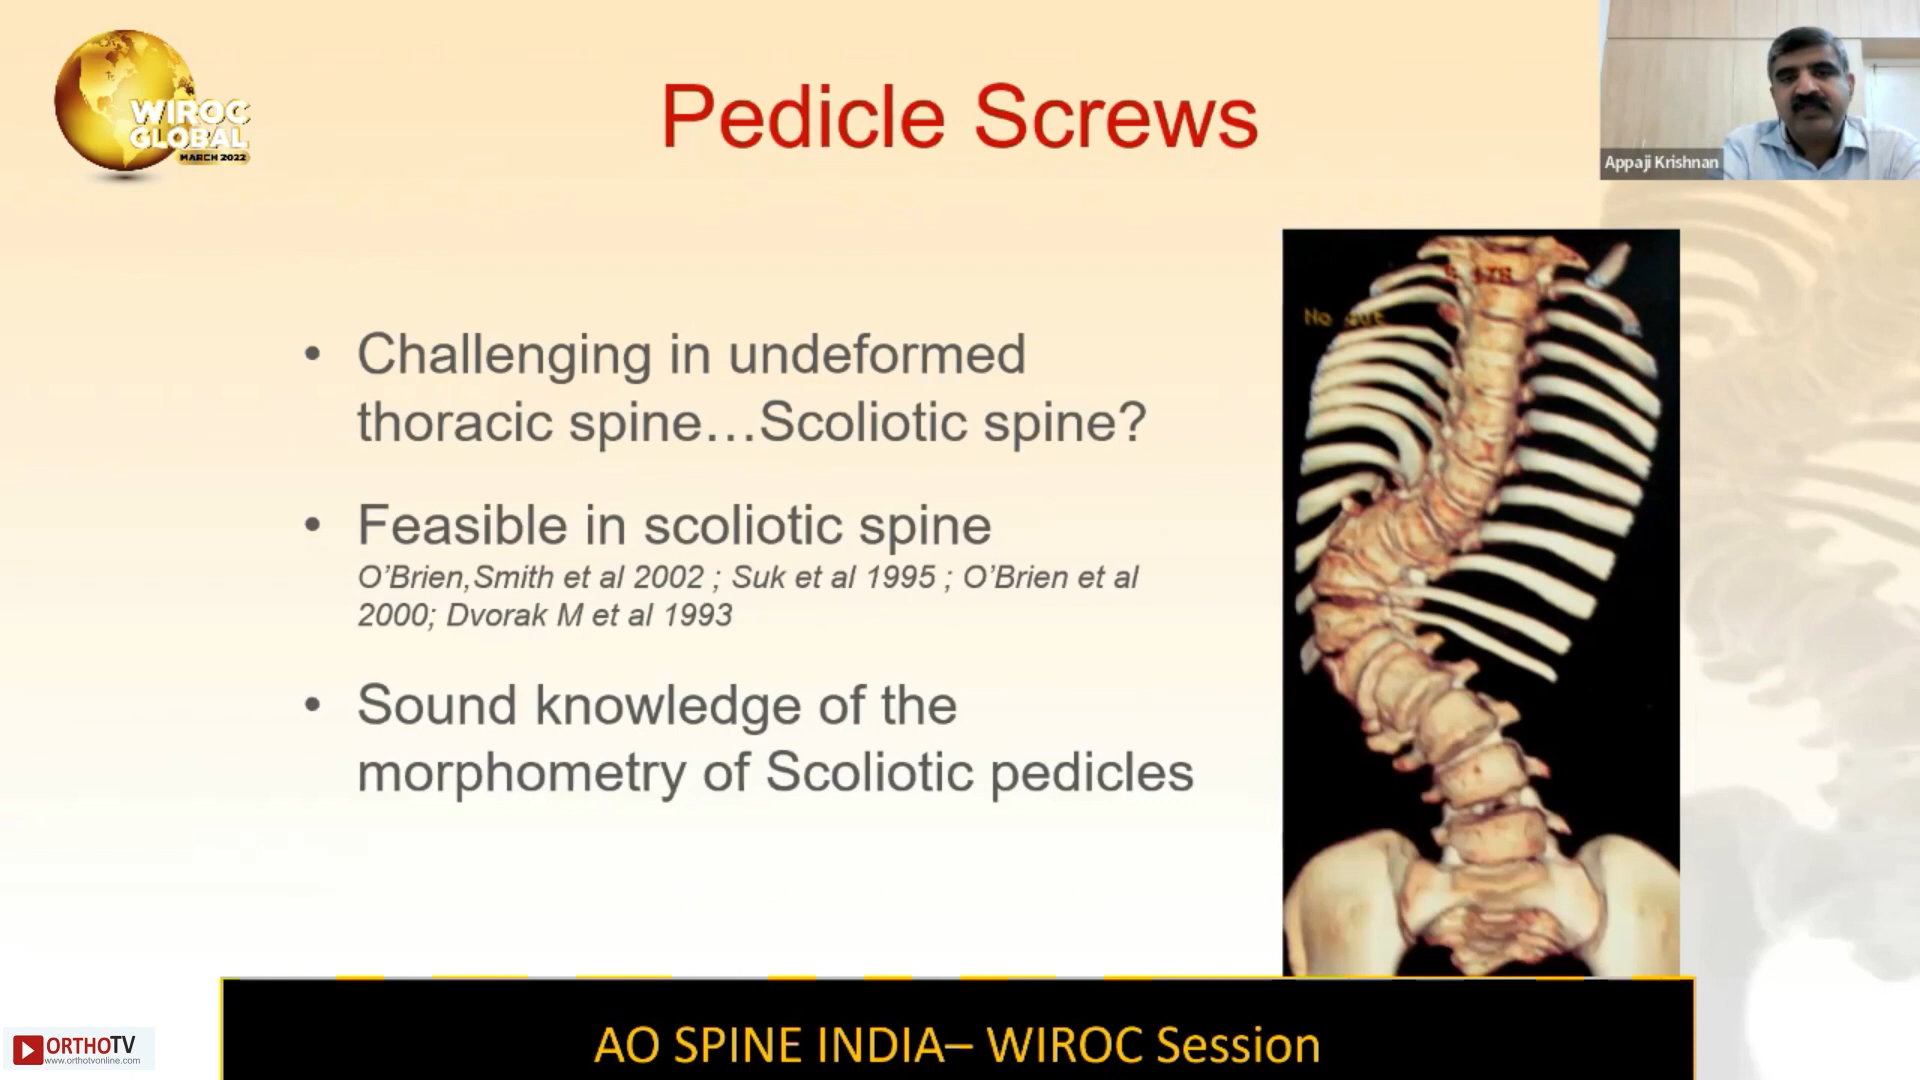 WIROC
GLOBAL
MARCH 2022
Pedicle Screws
Appaji Krishnan
• Challenging in undeformed
thoracic spine…Scoliotic spine?
• Feasible in scoliotic spine
O'Brien,Smith et al 2002 ; Suk et al 1995 ; O'Brien et al
2000; Dvorak M et al 1993
• Sound knowledge of the
morphometry of Scoliotic pedicles
No
AO SPINE INDIA– WIROC Session
ORTHOTV
www.orthotvonline.com